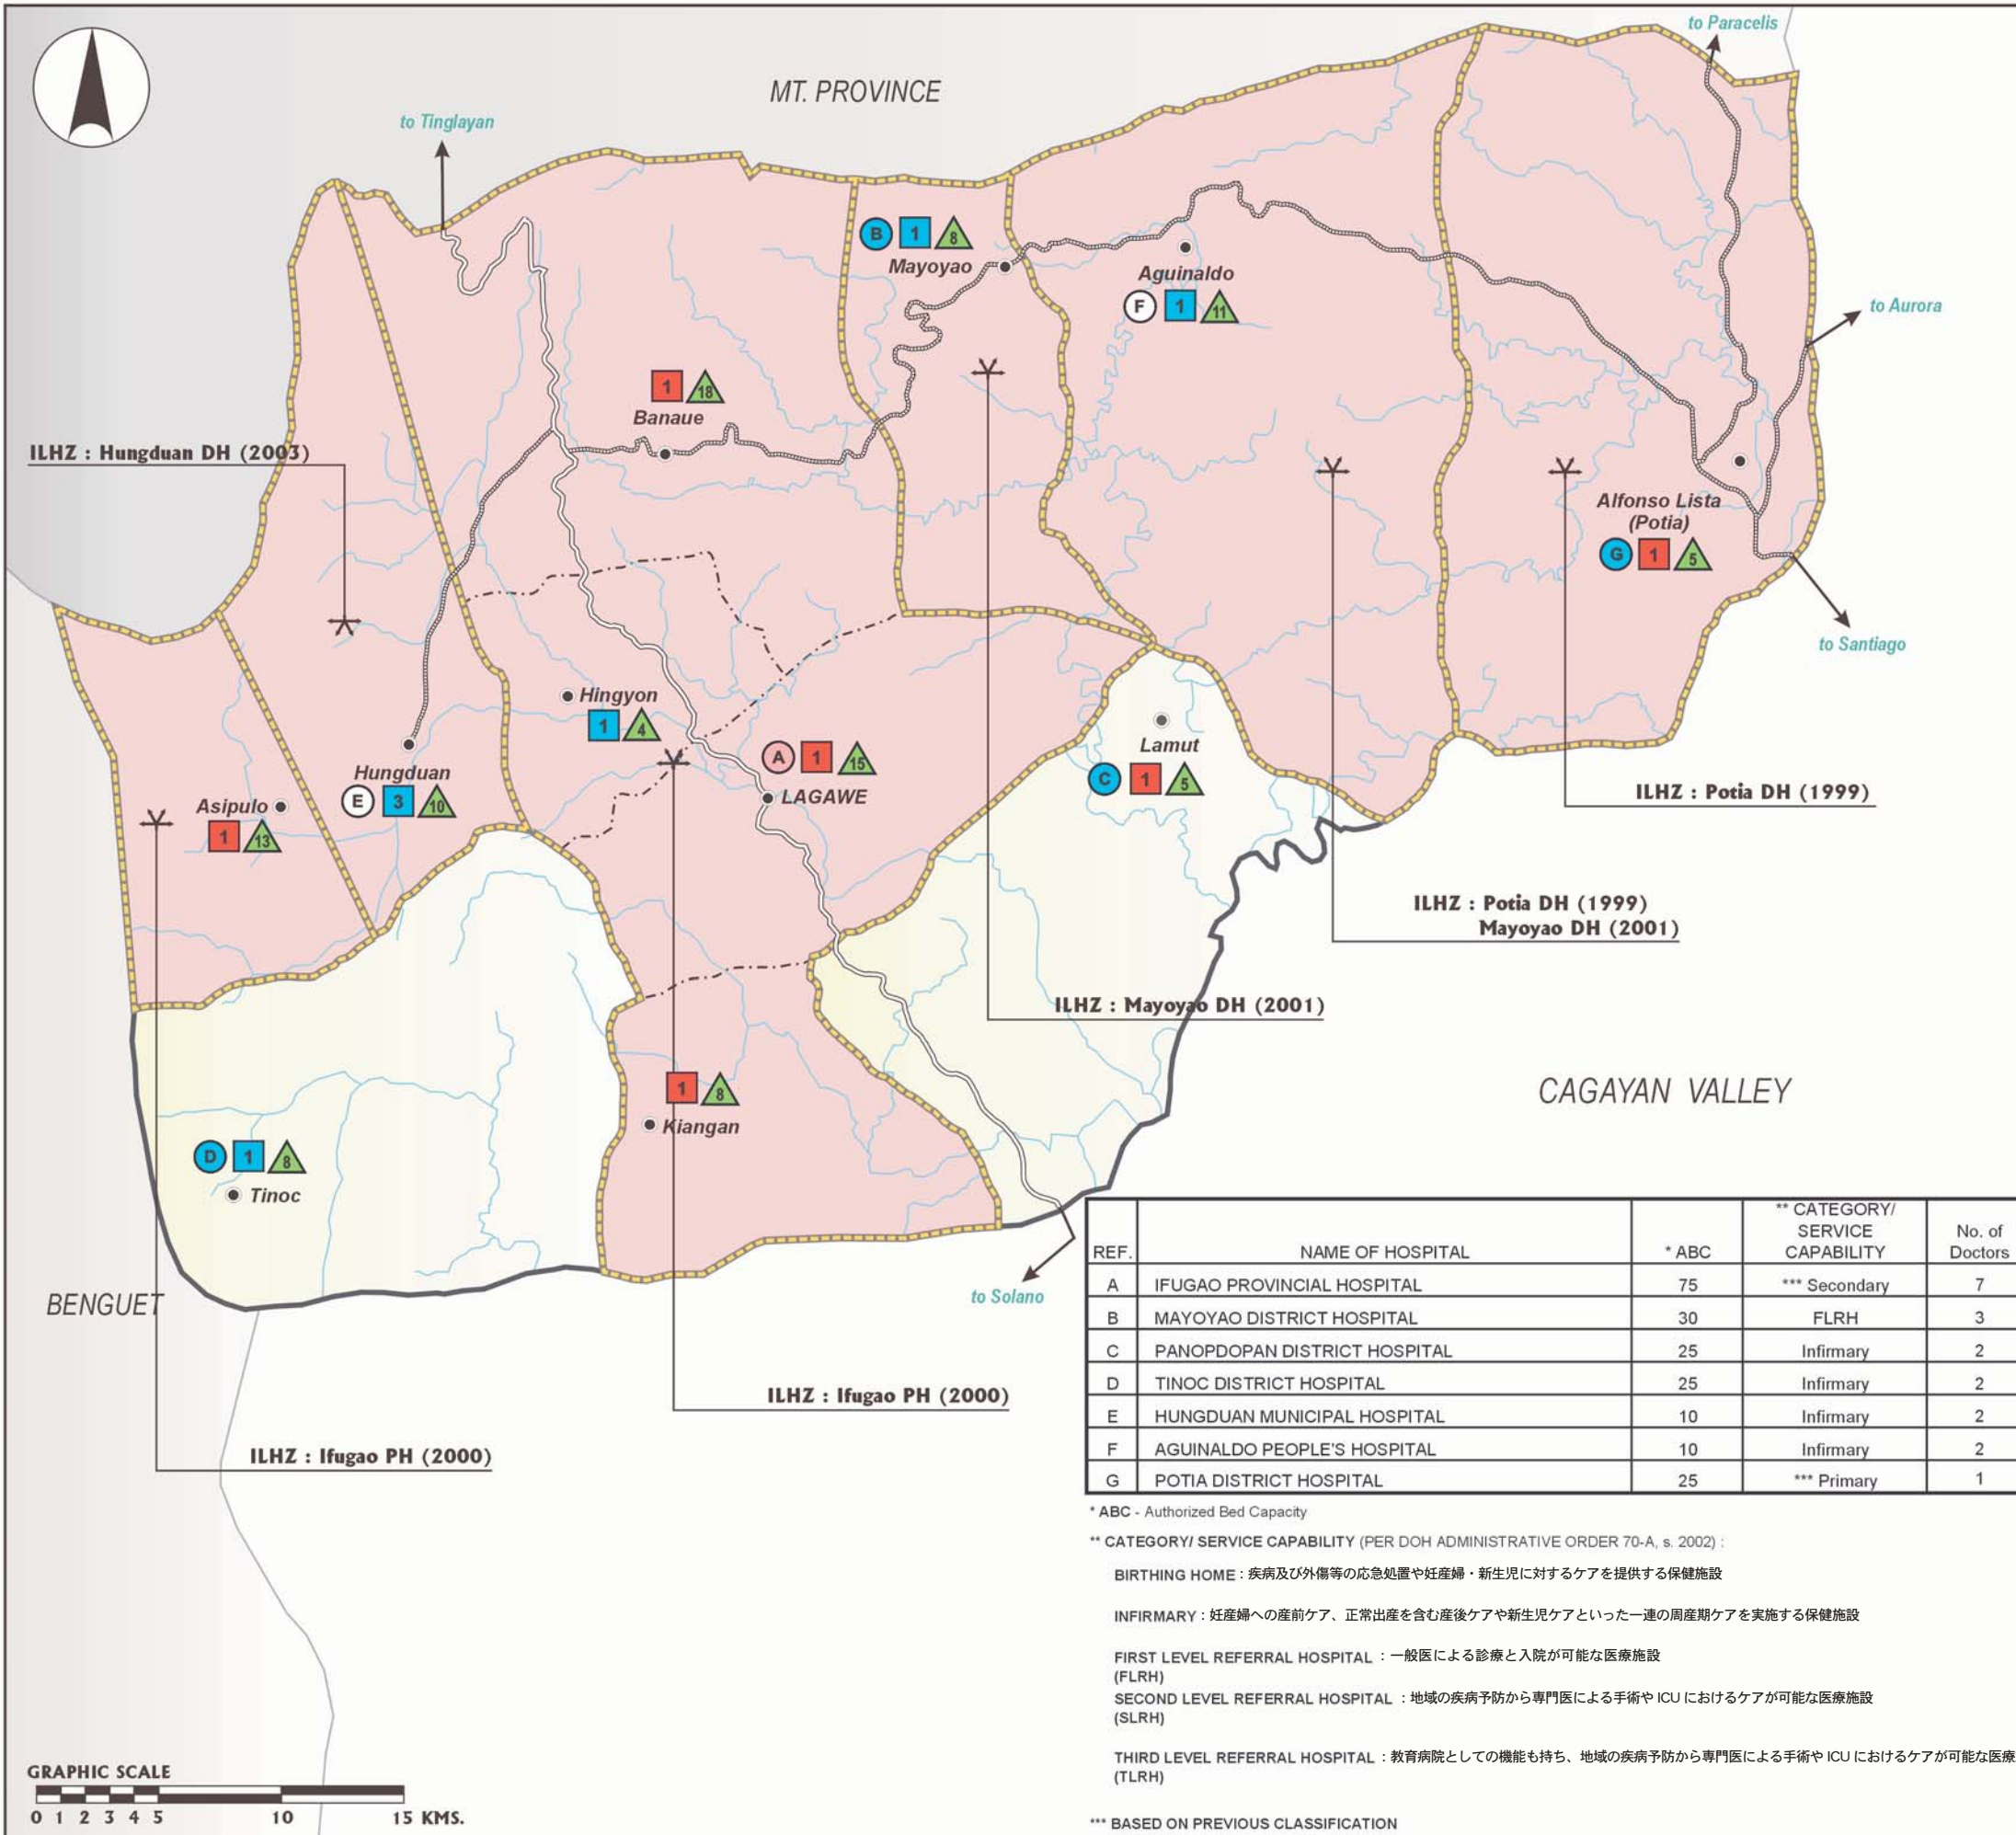 to Paracelis
MT. PROVINCE
to Tinglayan
B 1 8
Mayoyao
Aguinaldo
F 1 11
to Aurora
1 18
Banaue
ILHZ : Hungduan DH (2003)
Alfonso Lista
(Potia)
G 1 5
to Santiago
Hingyon
1 4
A 1 15
LAGAWE
Lamut
C 1 5
Hungduan
E 3 10
Asipulo
1 13
ILHZ : Potia DH (1999)
ILHZ : Potia DH (1999)
Mayoyao DH (2001)
ILHZ : Mayoyao DH (2001)
CAGAYAN VALLEY
1 8
Kiangan
D 1 8
Tinoc
BENGUET
to Solano
ILHZ : Ifugao PH (2000)
ILHZ : Ifugao PH (2000)
REF. NAME OF HOSPITAL * ABC ** CATEGORY/ SERVICE CAPABILITY No. of Doctors
A IFUGAO PROVINCIAL HOSPITAL 75 *** Secondary 7
B MAYOYAO DISTRICT HOSPITAL 30 FLRH 3
C PANOPDOPAN DISTRICT HOSPITAL 25 Infirmary 2
D TINOC DISTRICT HOSPITAL 25 Infirmary 2
E HUNGDUAN MUNICIPAL HOSPITAL 10 Infirmary 2
F AGUINALDO PEOPLE'S HOSPITAL 10 Infirmary 2
G POTIA DISTRICT HOSPITAL 25 *** Primary 1
* ABC - Authorized Bed Capacity
** CATEGORY/ SERVICE CAPABILITY (PER DOH ADMINISTRATIVE ORDER 70-A, s. 2002) :
BIRTHING HOME : 疾病及び外傷等の応急処置や妊産婦・新生児に対するケアを提供する保健施設
INFIRMARY : 妊産婦への産前ケア、正常出産を含む産後ケアや新生児ケアといった一連の周産期ケアを実施する保健施設
FIRST LEVEL REFERRAL HOSPITAL : 一般医による診療と入院が可能な医療施設
(FLRH)
SECOND LEVEL REFERRAL HOSPITAL : 地域の疾病予防から専門医による手術や ICU におけるケアが可能な医療施設
(SLRH)
THIRD LEVEL REFERRAL HOSPITAL : 教育病院としての機能も持ち、地域の疾病予防から専門医による手術や ICU におけるケアが可能な医療
(TLRH)
*** BASED ON PREVIOUS CLASSIFICATION
GRAPHIC SCALE
0 1 2 3 4 5 10 15 KMS.